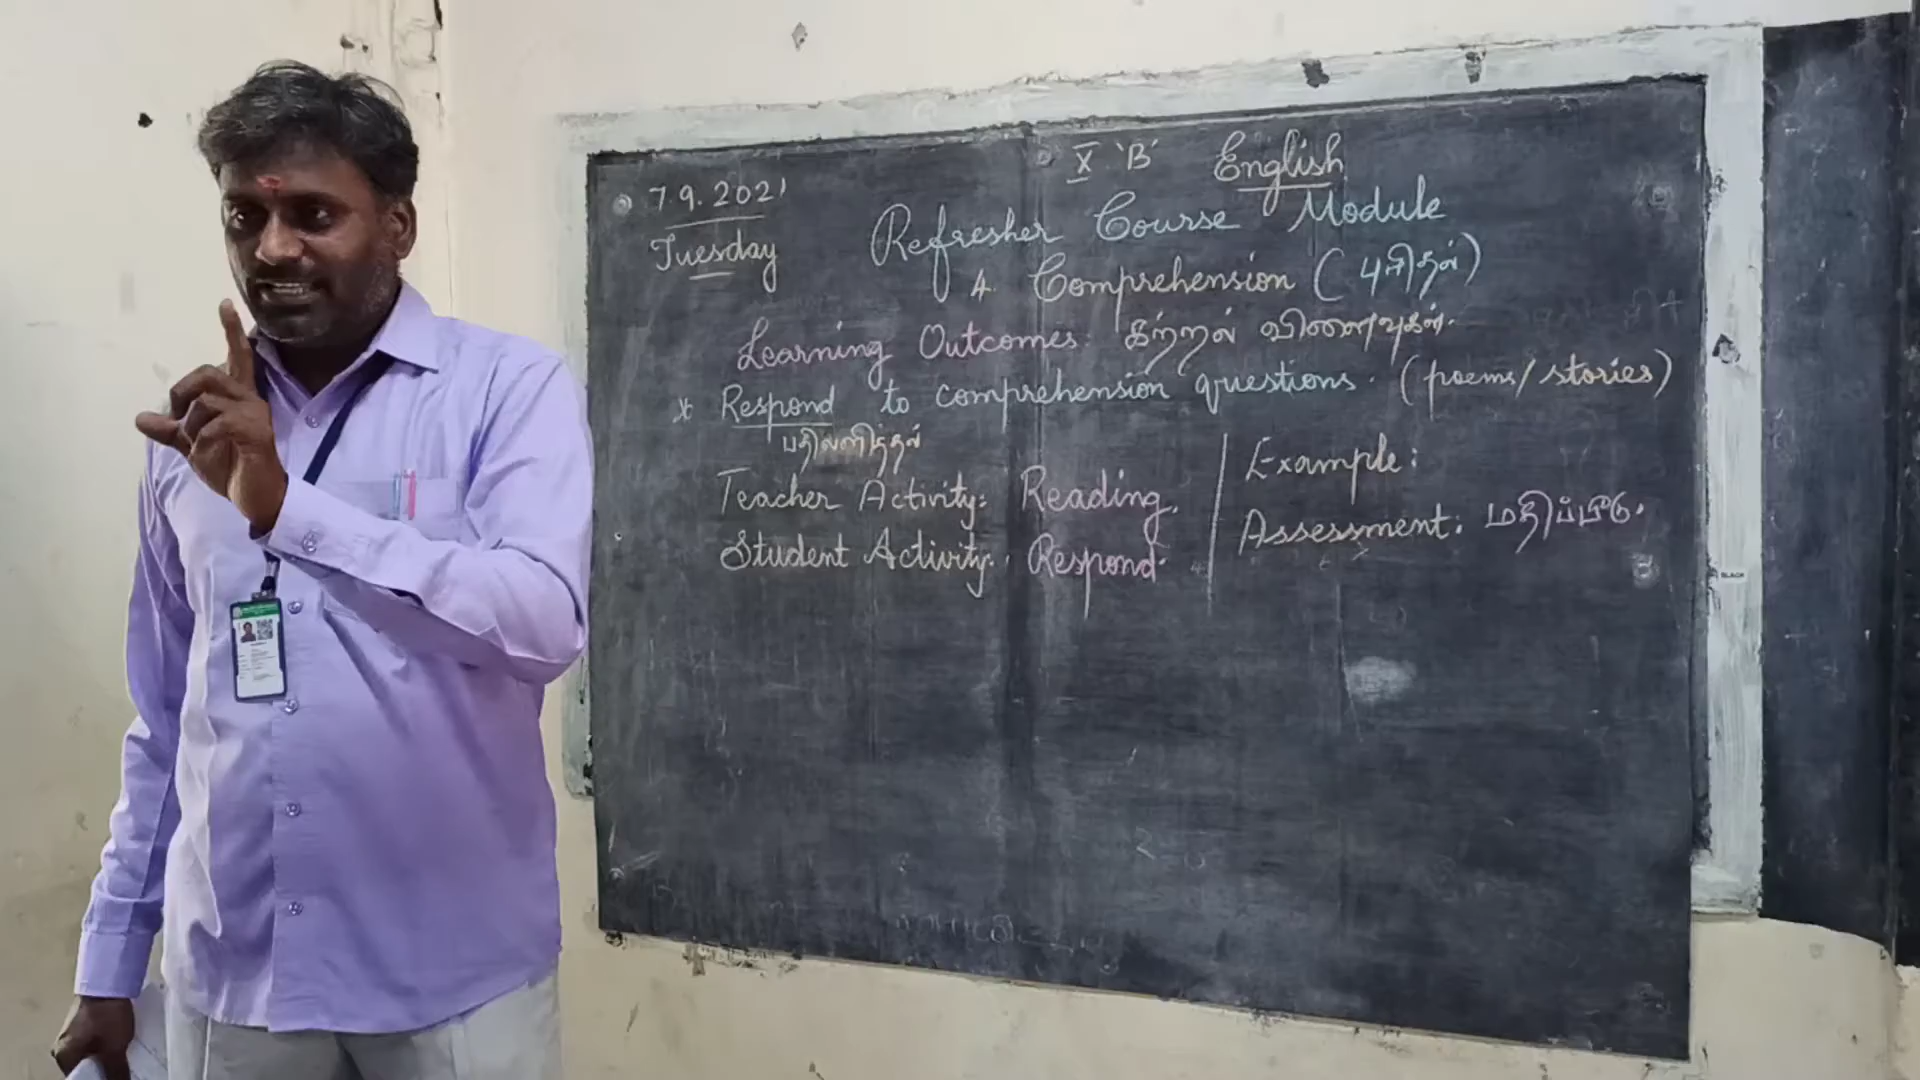 7.9.2021
X 'B' English
Tuesday
Refresher Course Module
4. Comprehension (புரிதல்)
Learning Outcomes: கற்றல் விளைவுகள்.
* Respond to comprehension questions. (poems/stories)
பதிலளித்தல்
Teacher Activity: Reading.
Student Activity: Respond.
Example:
Assessment: மதிப்பீடு.